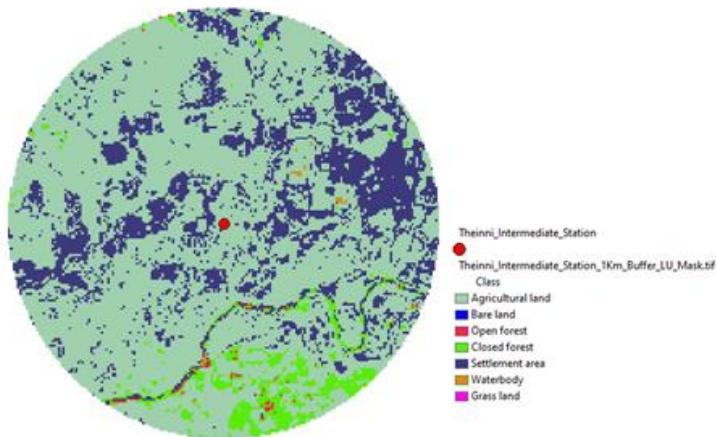 Theinni_Intermediate_Station
Theinni_Intermediate_Station_1Km_Buffer_LU_Mask.tif
Class
Agricultural land
Bare land
Open forest
Closed forest
Settlement area
Waterbody
Grass land